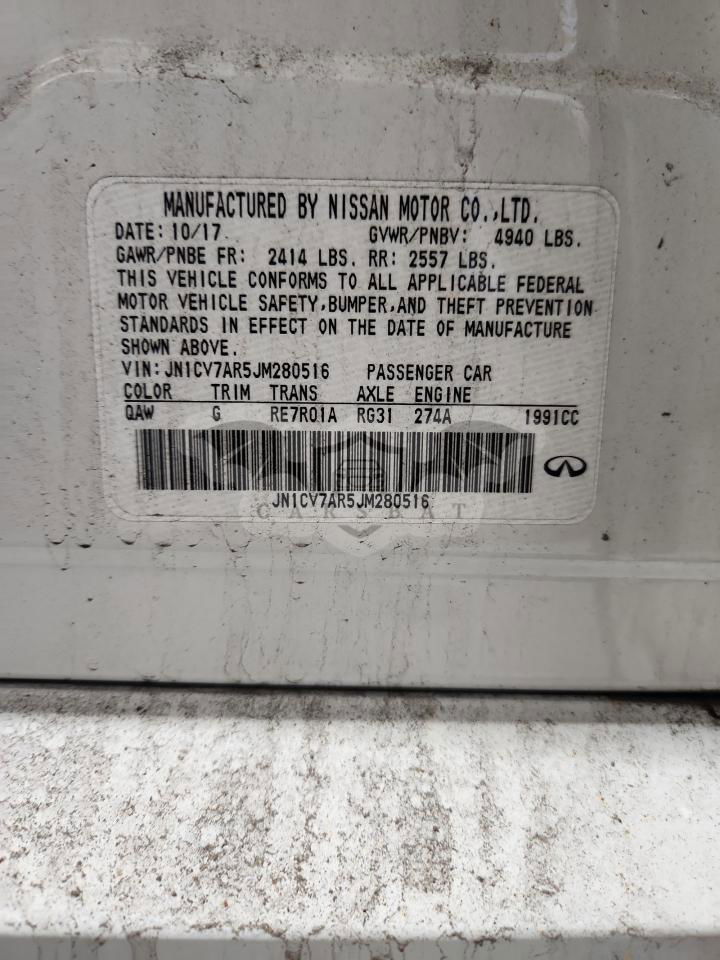 MANUFACTURED BY NISSAN MOTOR CO.,LTD.
DATE: 10/17 GVWR/PNBV: 4940 LBS.
GAWR/PNBE FR: 2414 LBS. RR: 2557 LBS.
THIS VEHICLE CONFORMS TO ALL APPLICABLE FEDERAL
MOTOR VEHICLE SAFETY,BUMPER,AND THEFT PREVENTION
STANDARDS IN EFFECT ON THE DATE OF MANUFACTURE
SHOWN ABOVE.
VIN:JN1CV7AR5JM280516 PASSENGER CAR
COLOR TRIM TRANS AXLE ENGINE
QAW G RE7R01A RG31 274A 1991CC
JN1CV7AR5JM280516
CARSBAT